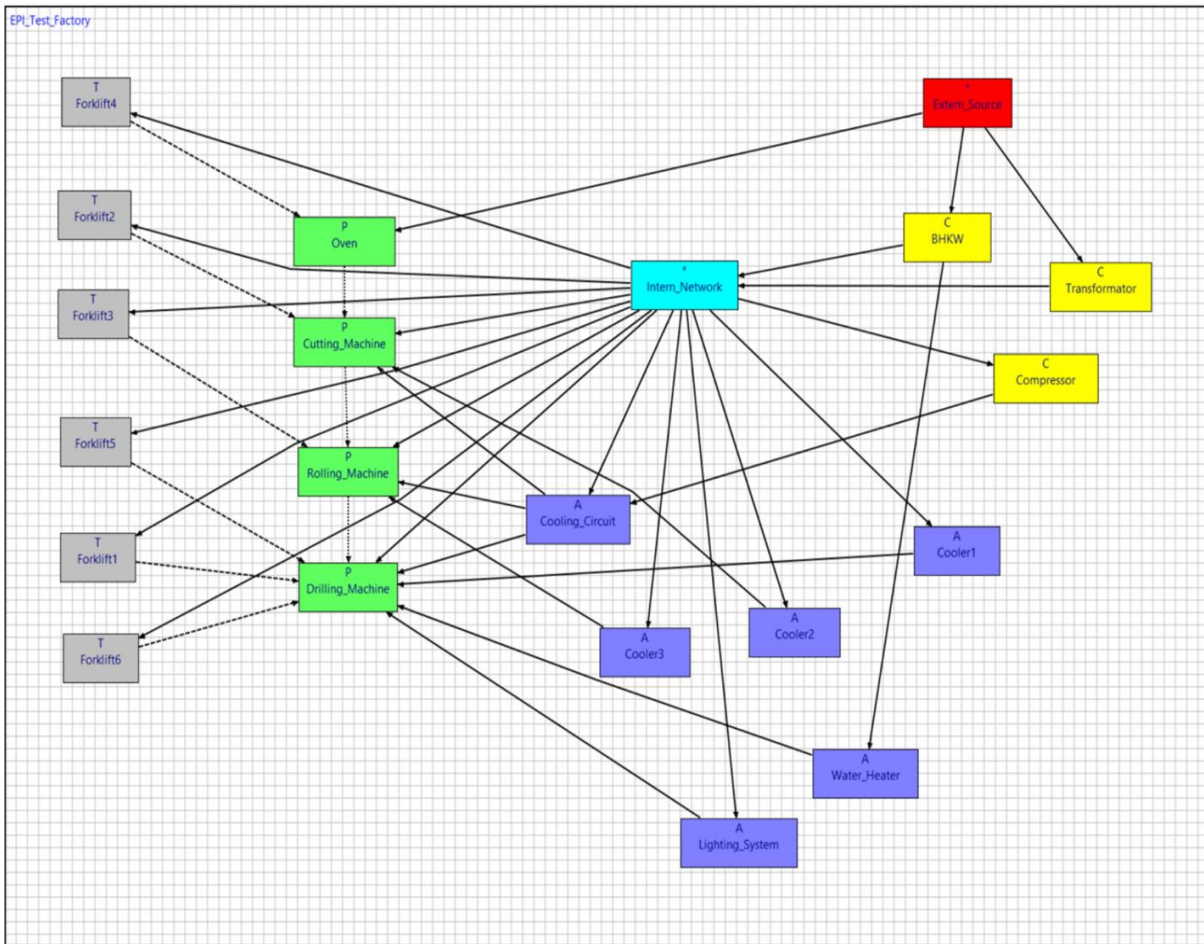 EPI_Test_Factory
T
Forklift4
*
Extern_Source
T
Forklift2
P
Oven
C
BHKW
*
Intern_Network
C
Transformator
T
Forklift3
P
Cutting_Machine
C
Compressor
T
Forklift5
P
Rolling_Machine
A
Cooling_Circuit
A
Cooler1
T
Forklift1
P
Drilling_Machine
A
Cooler2
A
Cooler3
T
Forklift6
A
Water_Heater
A
Lighting_System